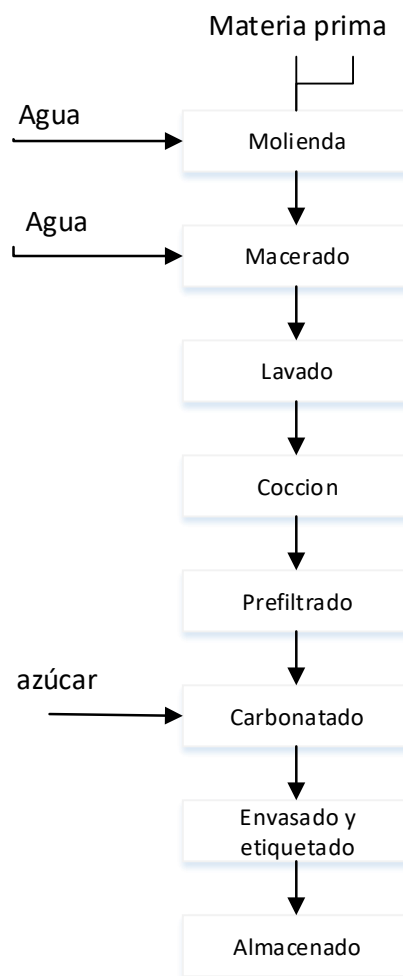 Materia prima
Agua
Molienda
Agua
Macerado
Lavado
Coccion
Prefiltrado
azúcar
Carbonatado
Envasado y
etiquetado
Almacenado